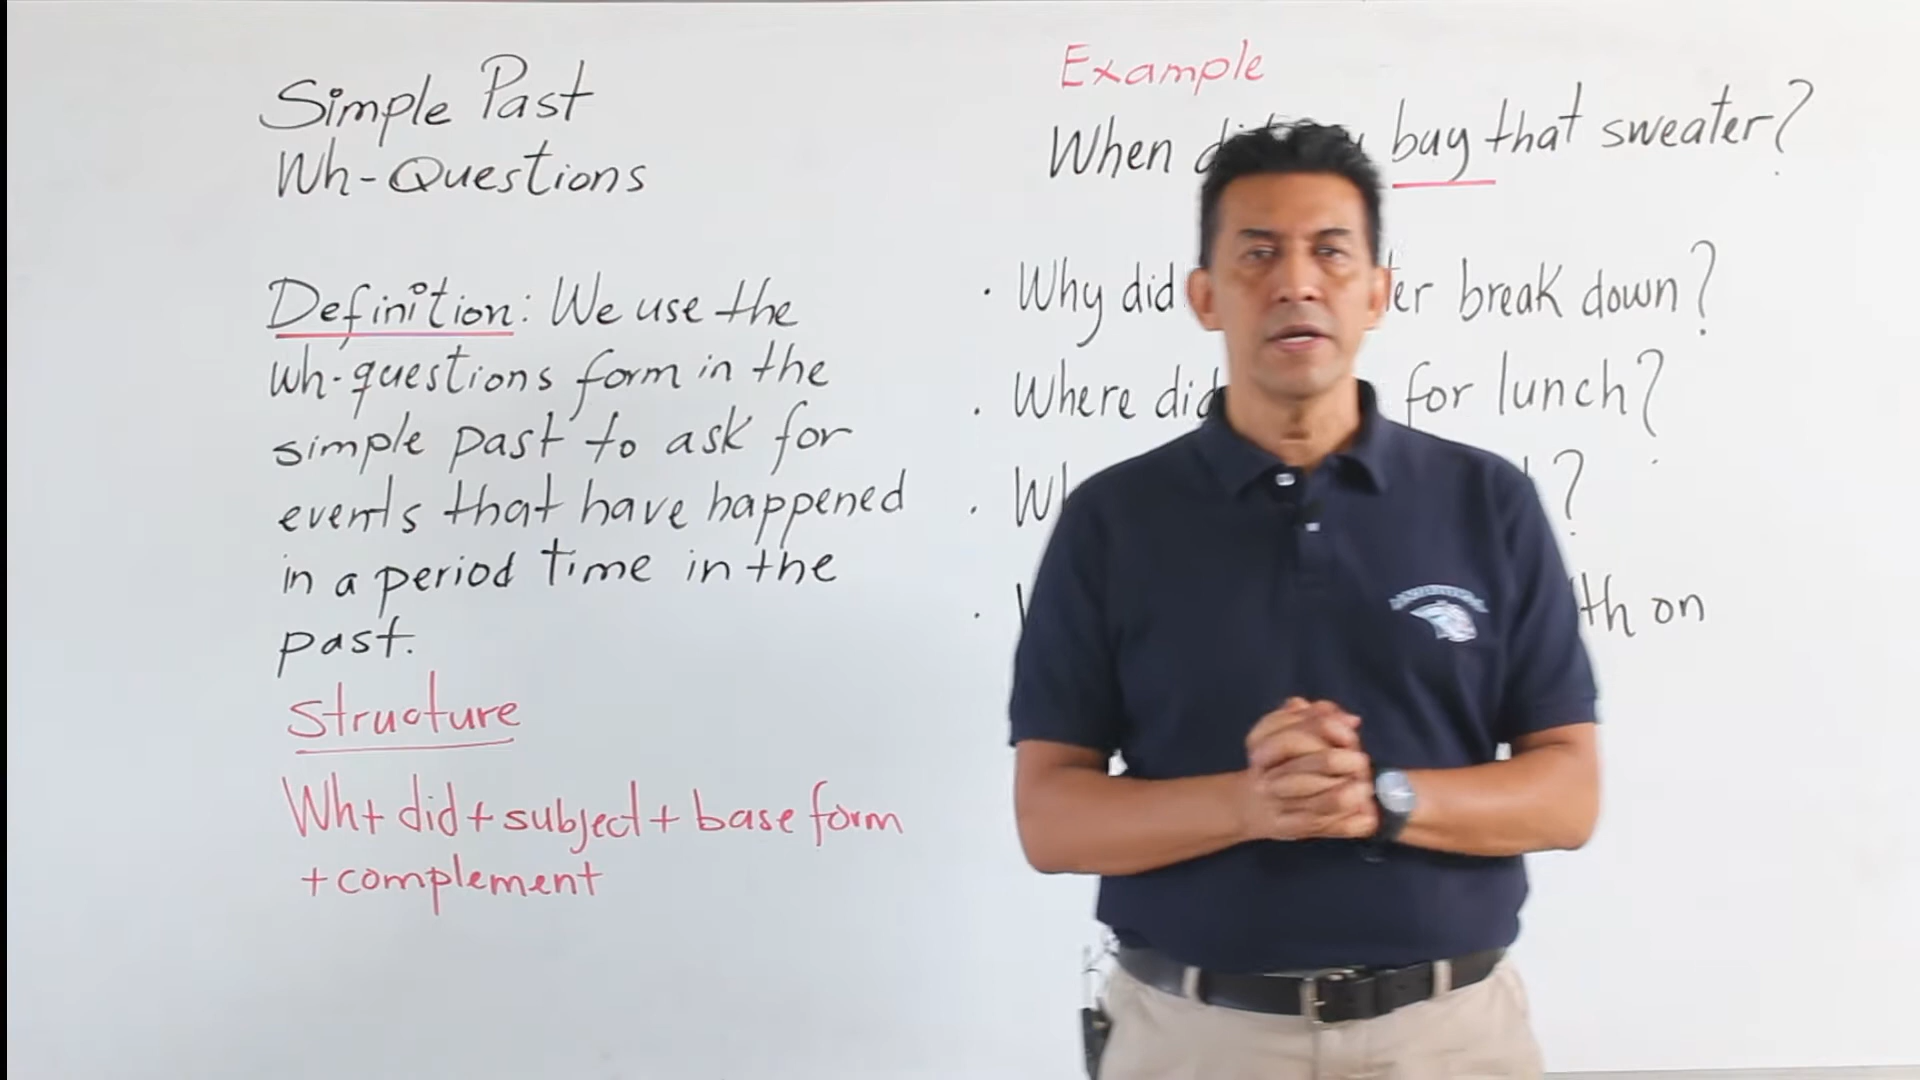 Simple Past
Wh-Questions
Definition: We use the
wh-questions form in the
simple past to ask for
events that have happened
in a period time in the
past.
Structure
Wh+ did + subject + base form
+ complement
Example
When buy that sweater?
. Why did break down?
. Where did for lunch?
. ?
. on